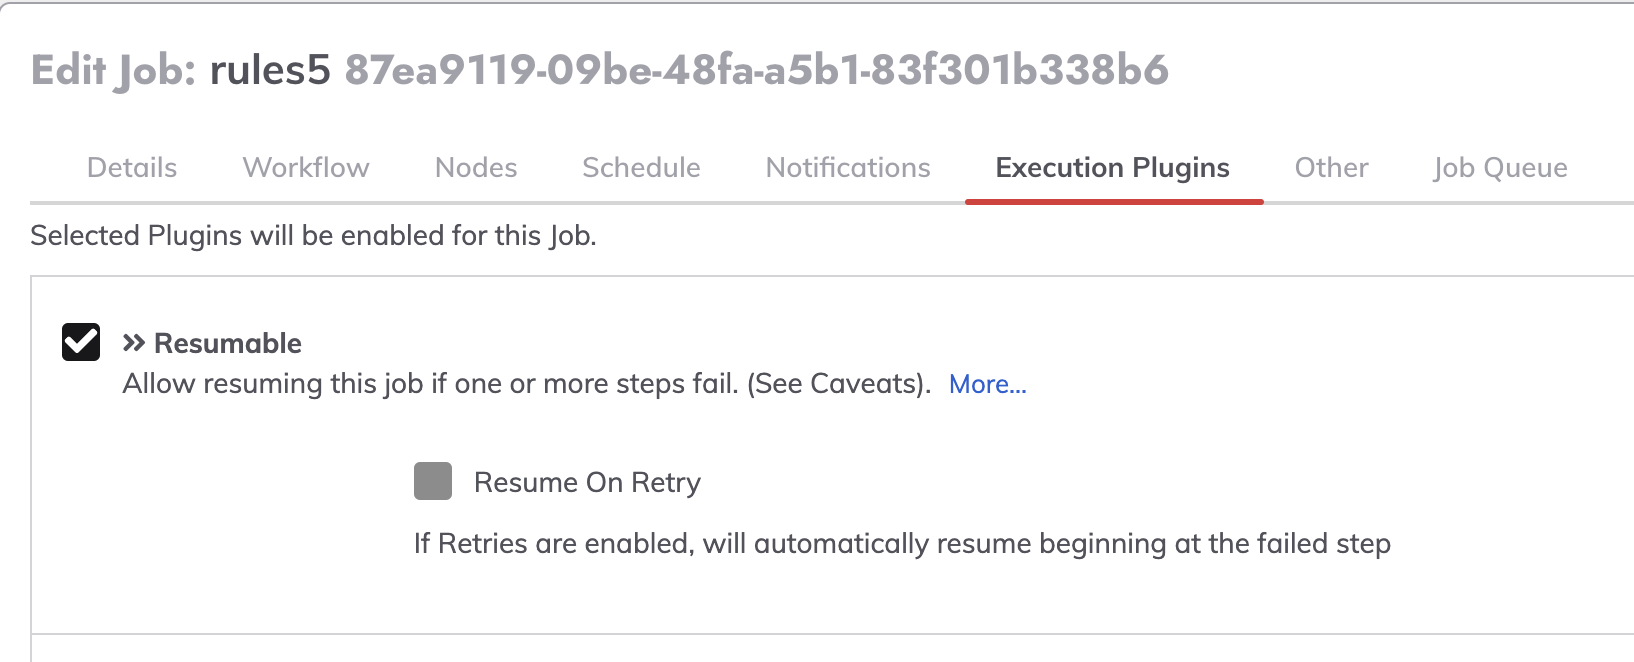 Edit Job: rules5 87ea9119-09be-48fa-a5b1-83f301b338b6
Details Workflow Nodes Schedule Notifications Execution Plugins Other Job Queue
Selected Plugins will be enabled for this Job.
Resumable
Allow resuming this job if one or more steps fail. (See Caveats). More...
Resume On Retry
If Retries are enabled, will automatically resume beginning at the failed step